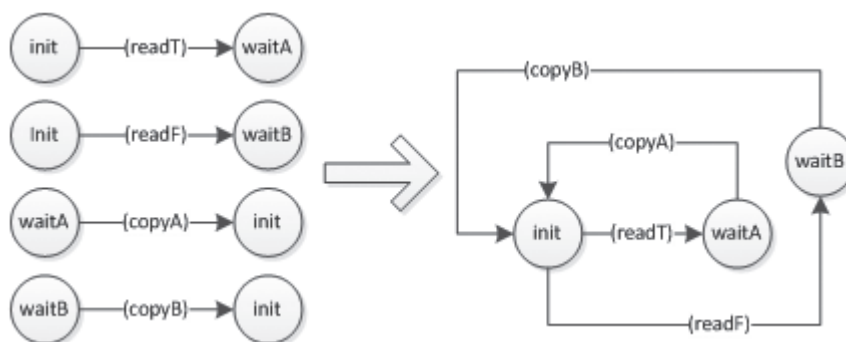 init (readT) waitA
Init (readF) waitB
waitA (copyA) init
waitB (copyB) init
(copyB)
(copyA)
waitB
init (readT) waitA
(readF)